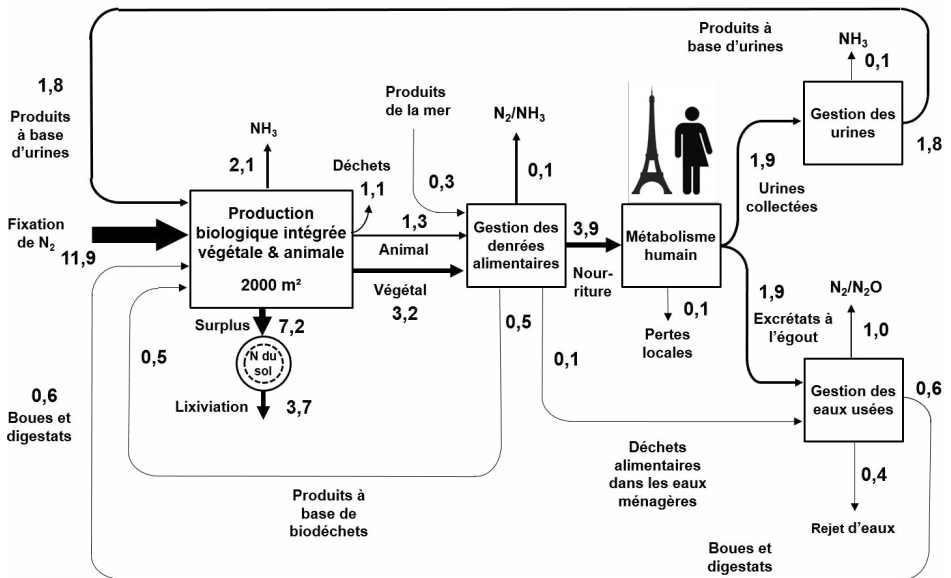 Produits à
base d'urines
NH3
0,1
Gestion des
urines
1,8
1,8
Produits
à base
d'urines
Produits
de la mer
N2/NH3
NH3
2,1
Déchets
1,1
0,3
0,1
1,9
Urines
collectées
Fixation
de N2
11,9
Production
biologique intégrée
végétale & animale
2000 m²
1,3
Animal
Végétal
3,2
Gestion des
denrées
alimentaires
3,9
Nour-
riture
Métabolisme
humain
0,1
Pertes
locales
1,9
Excrétats à
l'égout
N2/N2O
1,0
Surplus
7,2
N du
sol
Lixiviation
3,7
0,5
0,5
0,1
0,6
Boues et
digestats
Gestion des
eaux usées
0,6
0,4
Rejet d'eaux
Déchets
alimentaires
dans les eaux
ménagères
Produits à
base de
biodéchets
Boues et
digestats